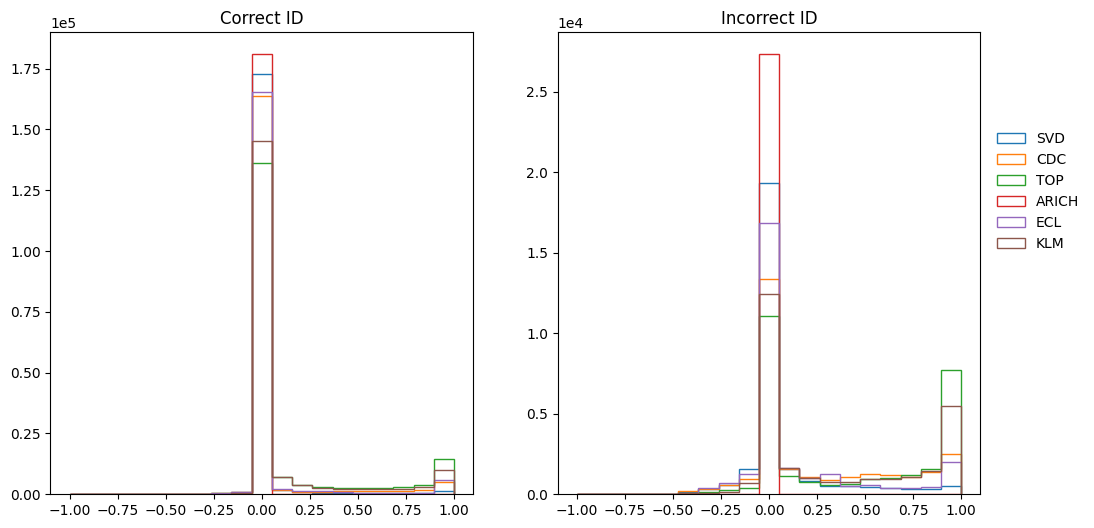 Correct ID
1e5
1.75
1.50
1.25
1.00
0.75
0.50
0.25
0.00
−1.00 −0.75 −0.50 −0.25 0.00 0.25 0.50 0.75 1.00
Incorrect ID
1e4
2.5
2.0
1.5
1.0
0.5
0.0
−1.00 −0.75 −0.50 −0.25 0.00 0.25 0.50 0.75 1.00
SVD
CDC
TOP
ARICH
ECL
KLM